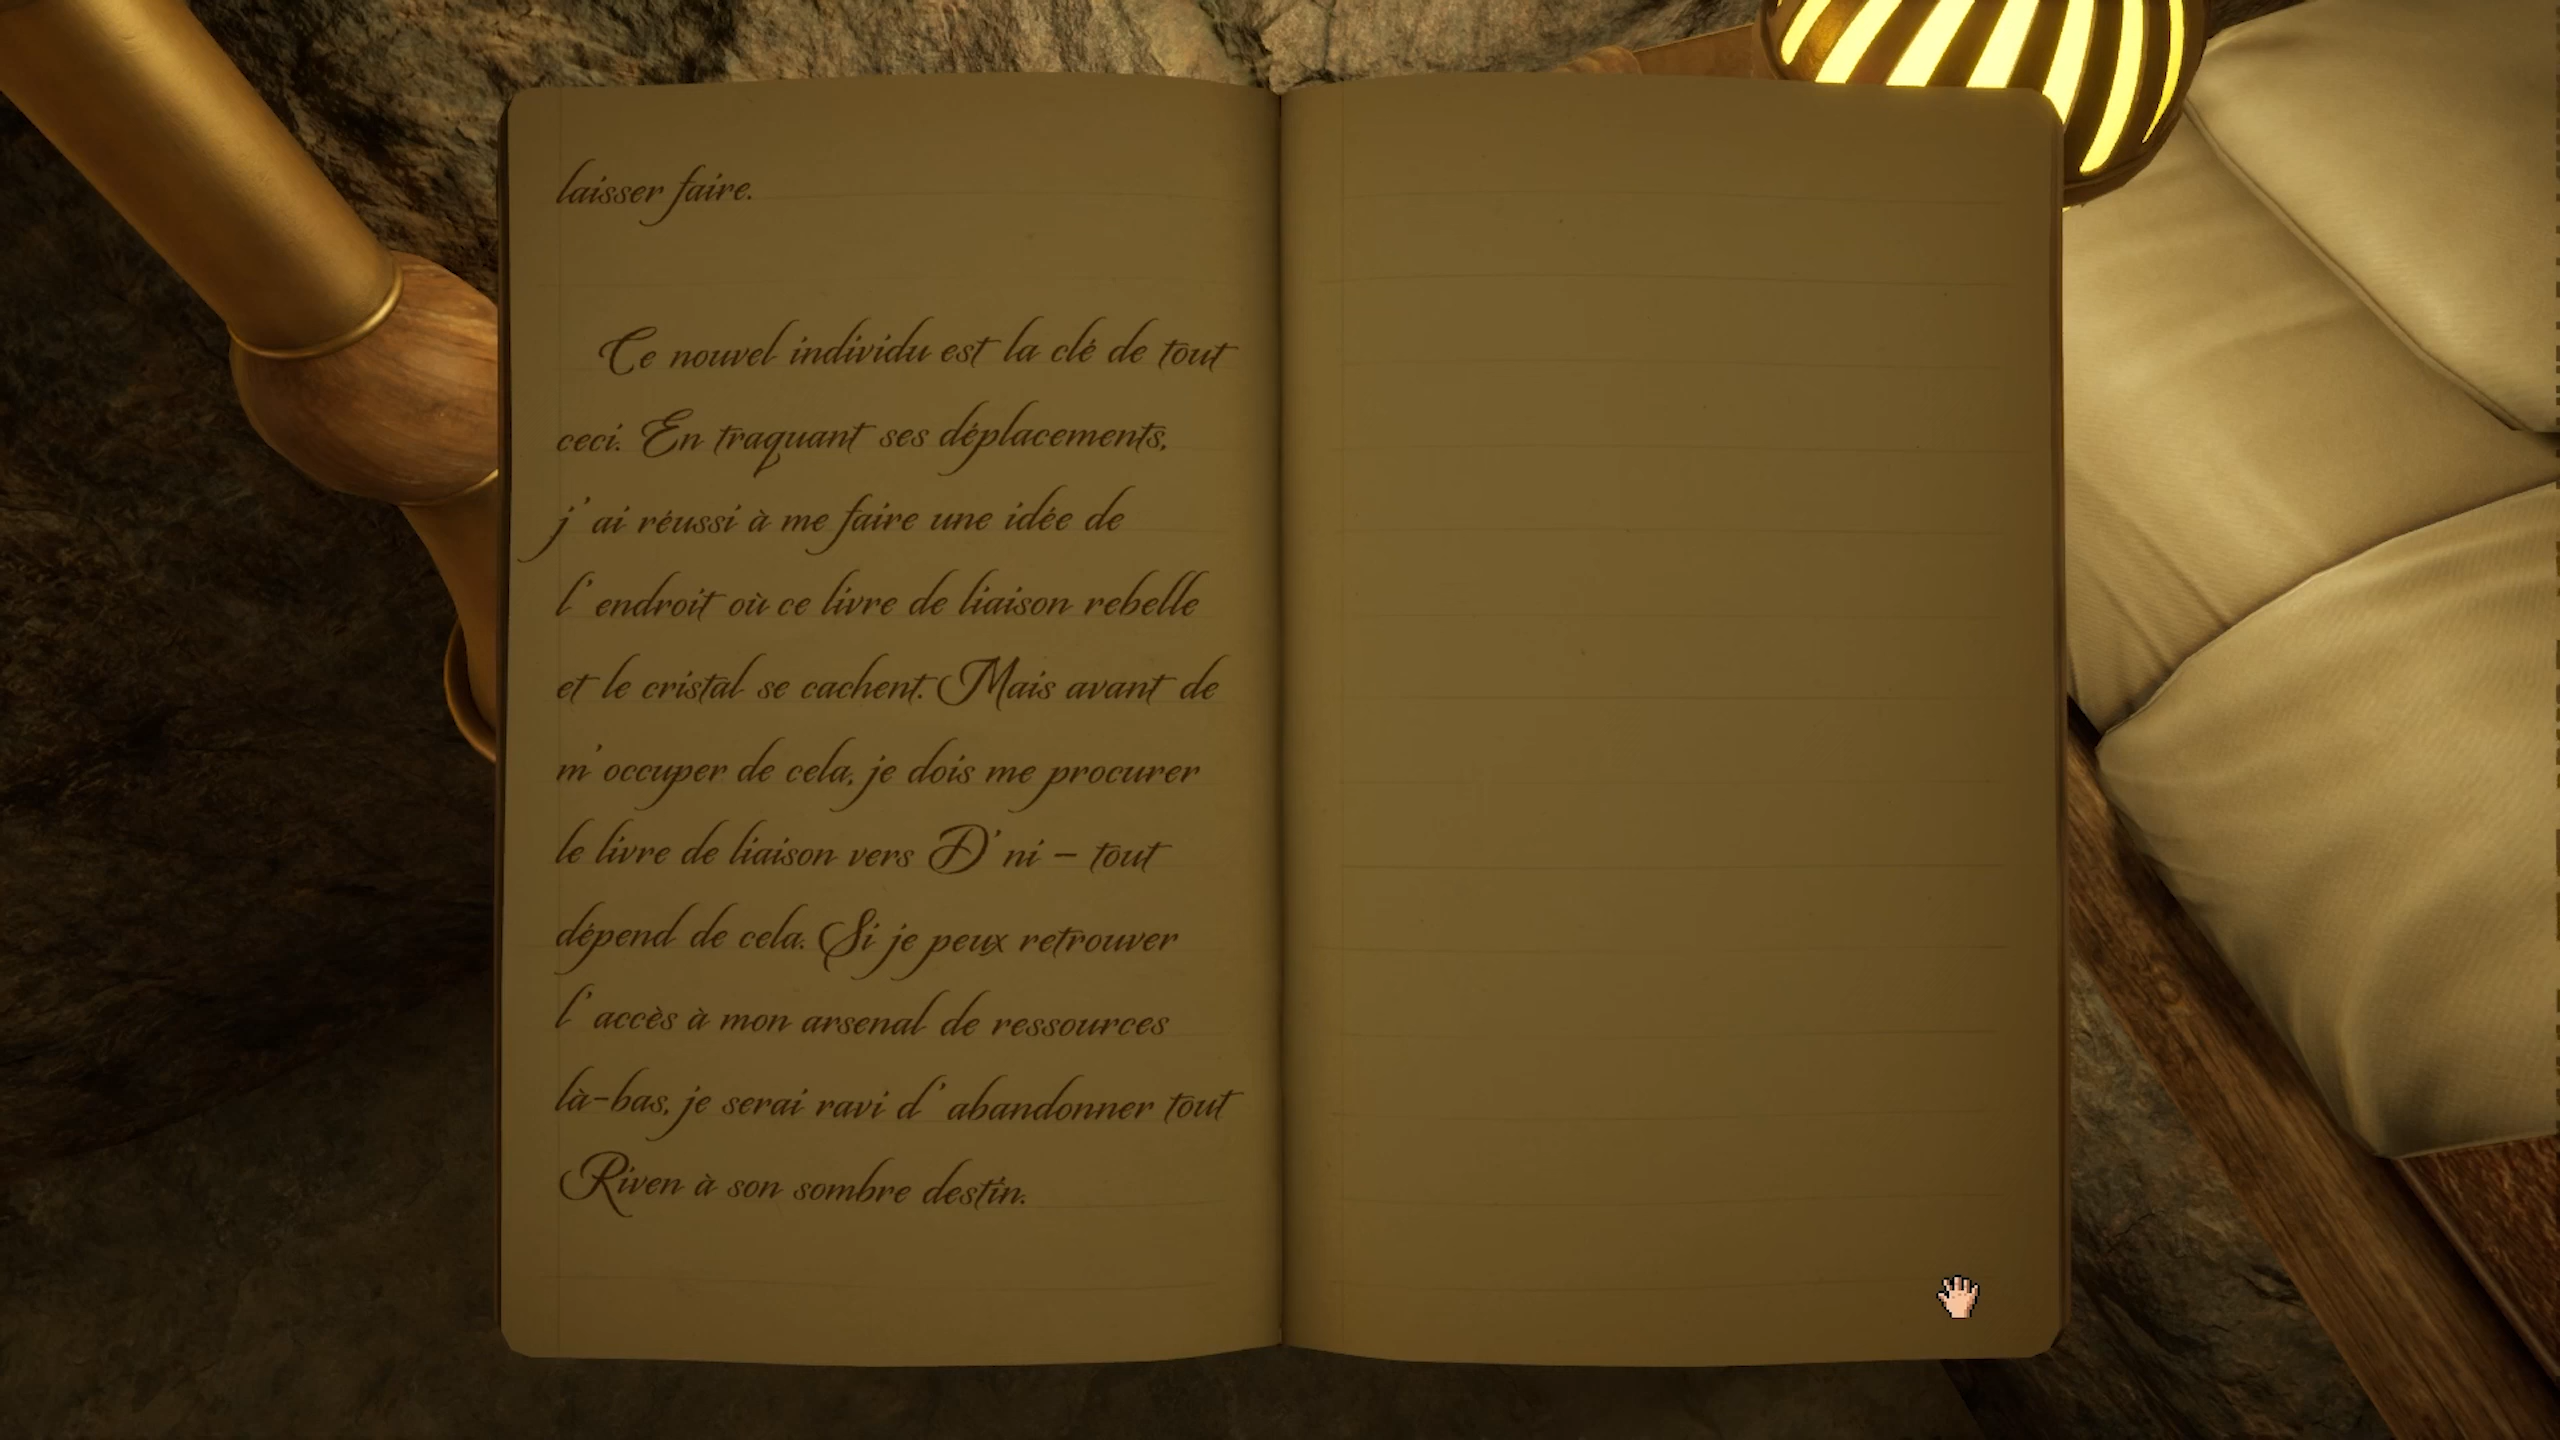 laisser faire.
Ce nouvel individu est la clé de tout
ceci. En traquant ses déplacements,
j'ai réussi à me faire une idée de
l'endroit où ce livre de liaison rebelle
et le cristal se cachent. Mais avant de
m'occuper de cela, je dois me procurer
le livre de liaison vers D'ni – tout
dépend de cela. Si je peux retrouver
l'accès à mon arsenal de ressources
là-bas, je serai ravi d'abandonner tout
Riven à son sombre destin.